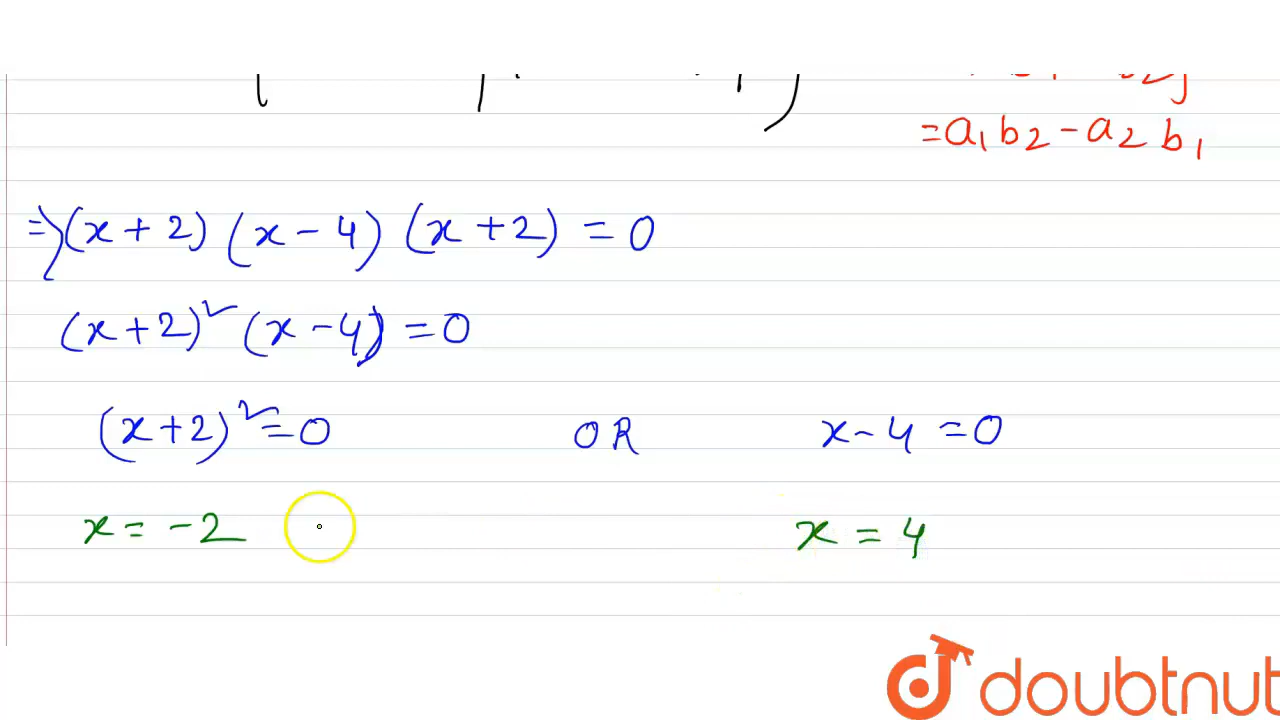 = a₁b₂ - a₂b₁
⇒ (x + 2) (x - 4) (x + 2) = 0
(x + 2)² (x - 4) = 0
(x + 2)² = 0 OR x - 4 = 0
x = -2 x = 4
doubtnut